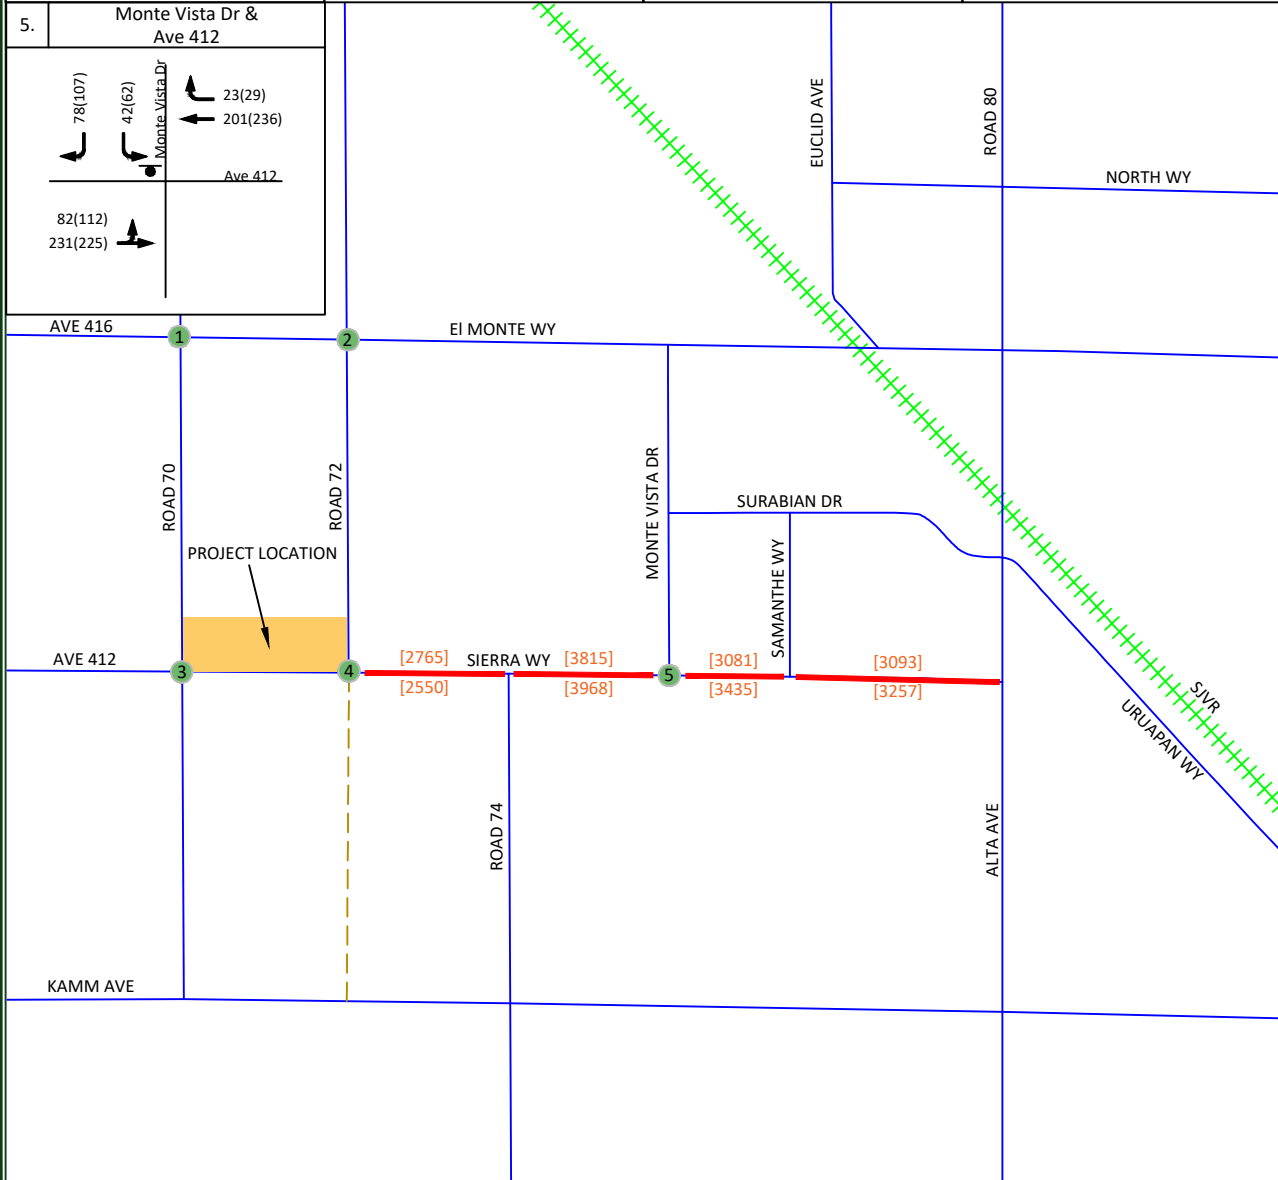 5.
Monte Vista Dr &
Ave 412
78(107)
42(62)
Monte Vista Dr
23(29)
201(236)
Ave 412
82(112)
231(225)
EUCLID AVE
ROAD 80
NORTH WY
AVE 416
1
2
El MONTE WY
ROAD 70
ROAD 72
MONTE VISTA DR
SURABIAN DR
SAMANTHE WY
PROJECT LOCATION
AVE 412
3
4
[2765]
SIERRA WY
[3815]
5
[3081]
[3093]
[2550]
[3968]
[3435]
[3257]
SJVR
URUAPAN WY
ROAD 74
ALTA AVE
KAMM AVE